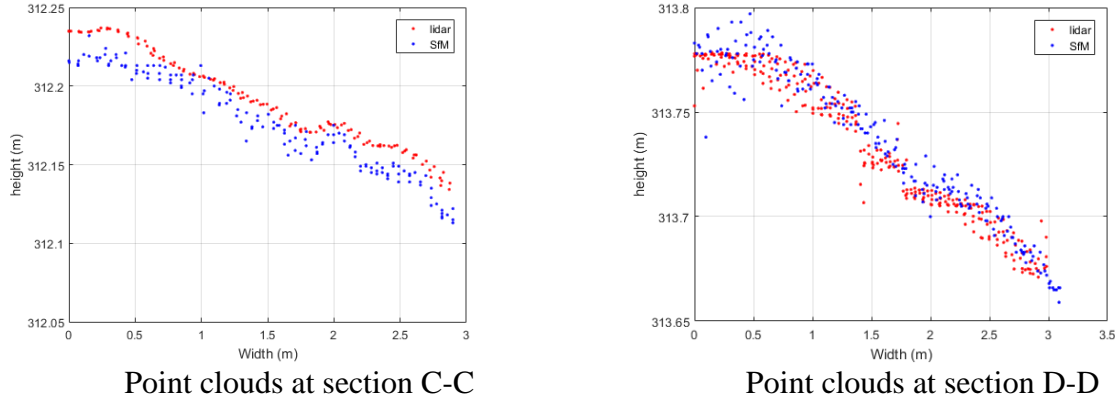 312.25
312.2
312.15
312.1
312.05
height (m)
0 0.5 1 1.5 2 2.5 3
Width (m)
lidar
SfM
Point clouds at section C-C
313.8
313.75
313.7
313.65
height (m)
0 0.5 1 1.5 2 2.5 3 3.5
Width (m)
lidar
SfM
Point clouds at section D-D